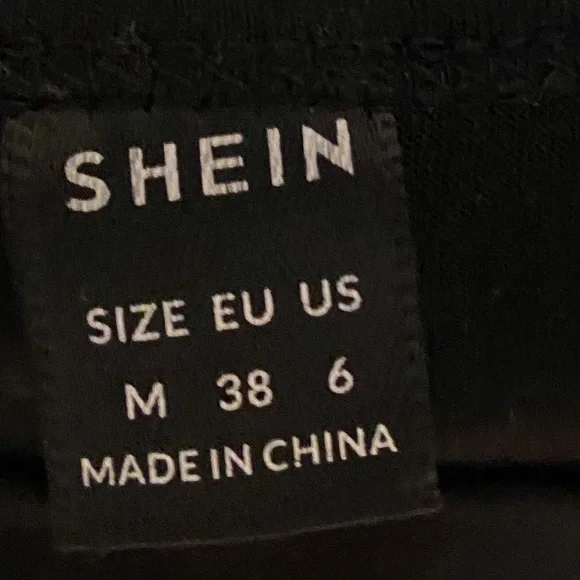 SHEIN
SIZE EU US
M 38 6
MADE IN CHINA